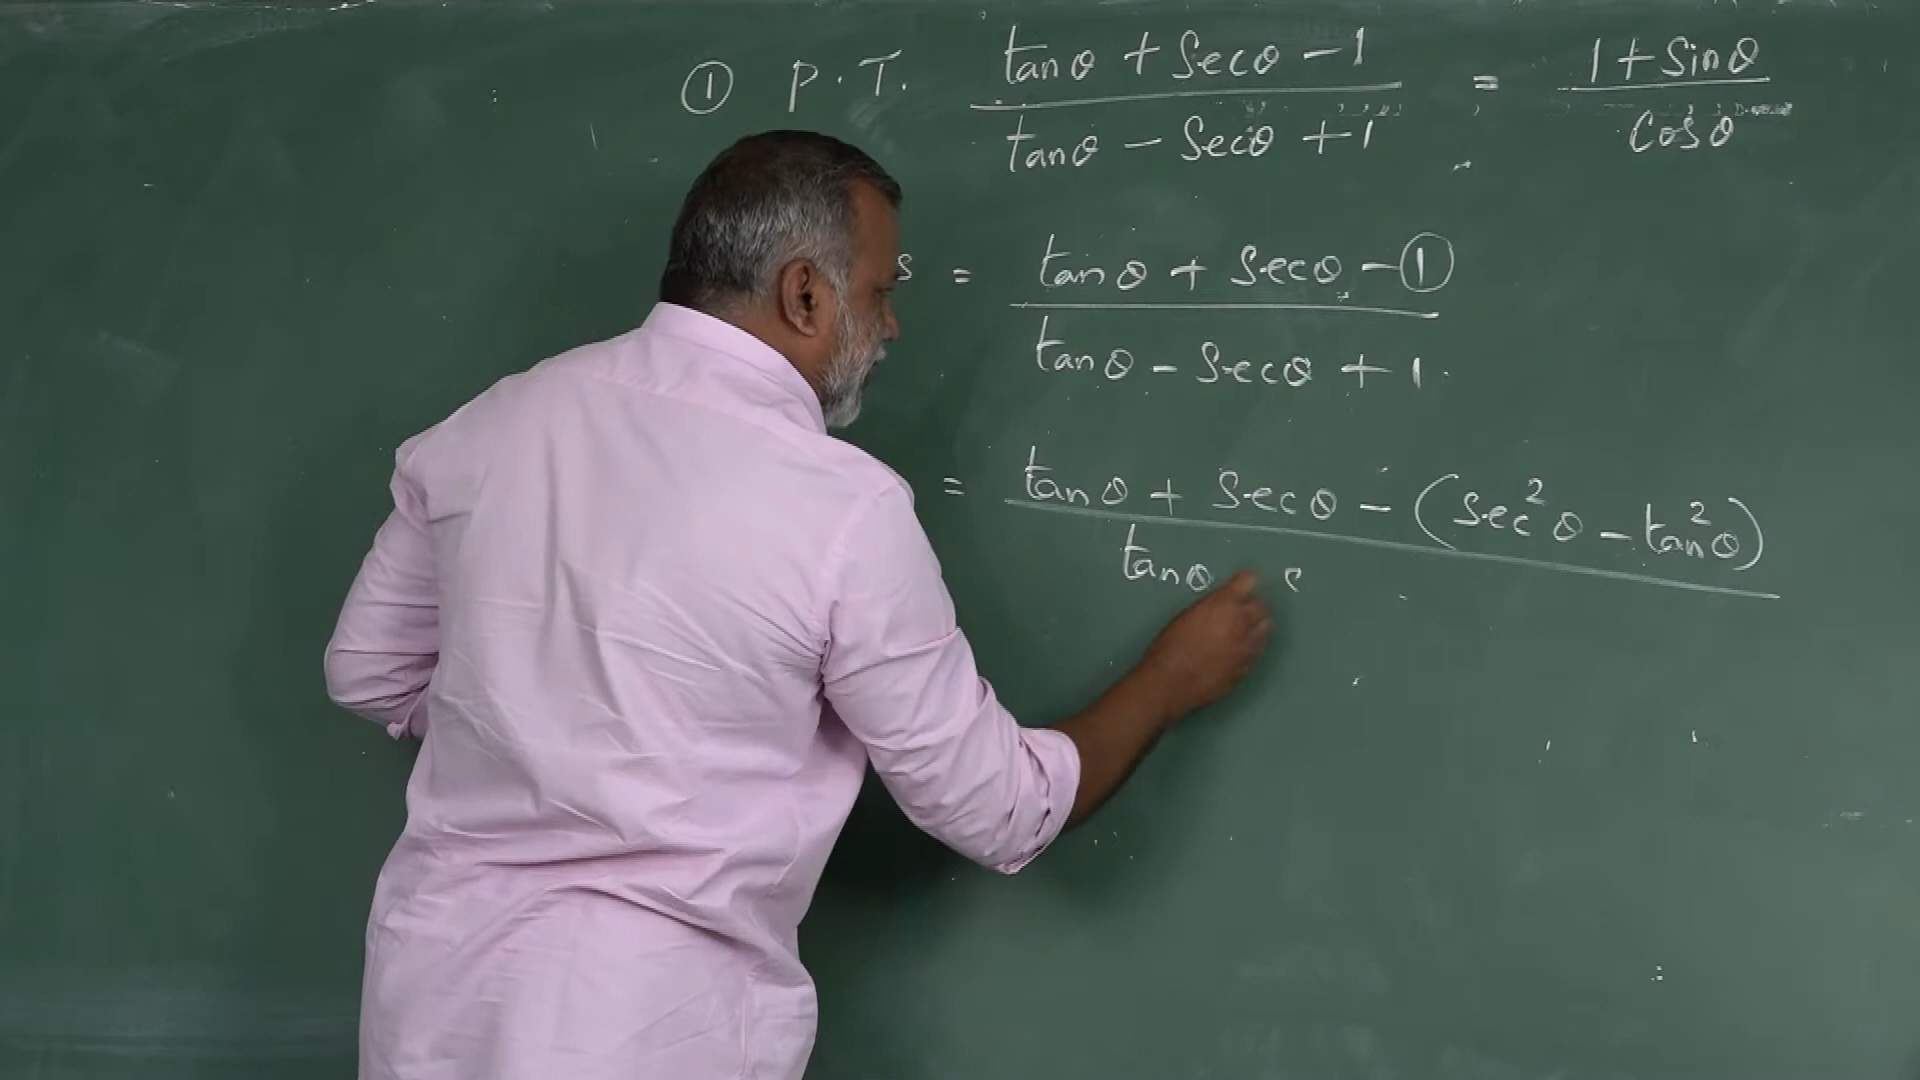 ① P.T. tanθ + Secθ − 1 = 1 + Sinθ
tanθ − Secθ + 1 Cosθ
s = tanθ + Secθ − ①
tanθ − Secθ + 1
= tanθ + Secθ − (Sec²θ − tan²θ)
tanθ